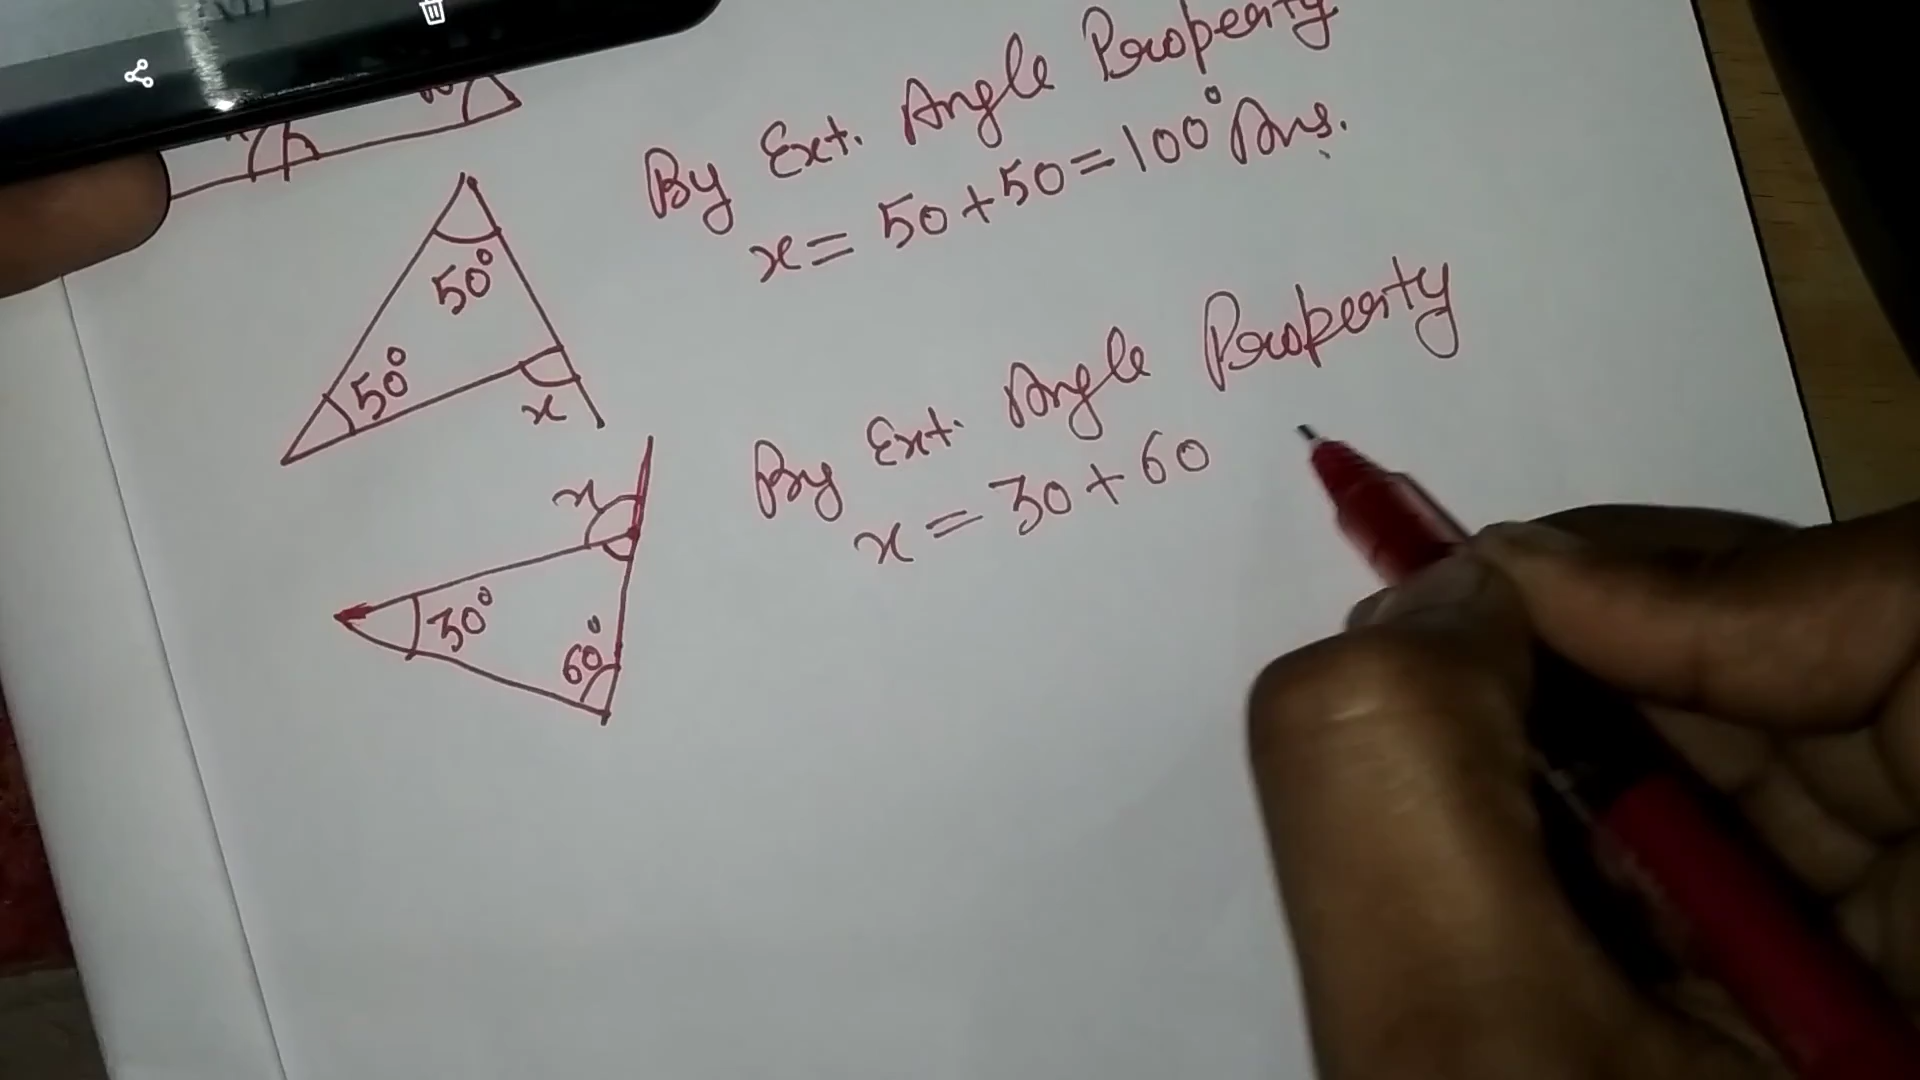 By Ext. Angle Property
x = 50 + 50 = 100° Ans.
50°
50°
x
By Ext. Angle Property
x = 30 + 60
x
30°
60°